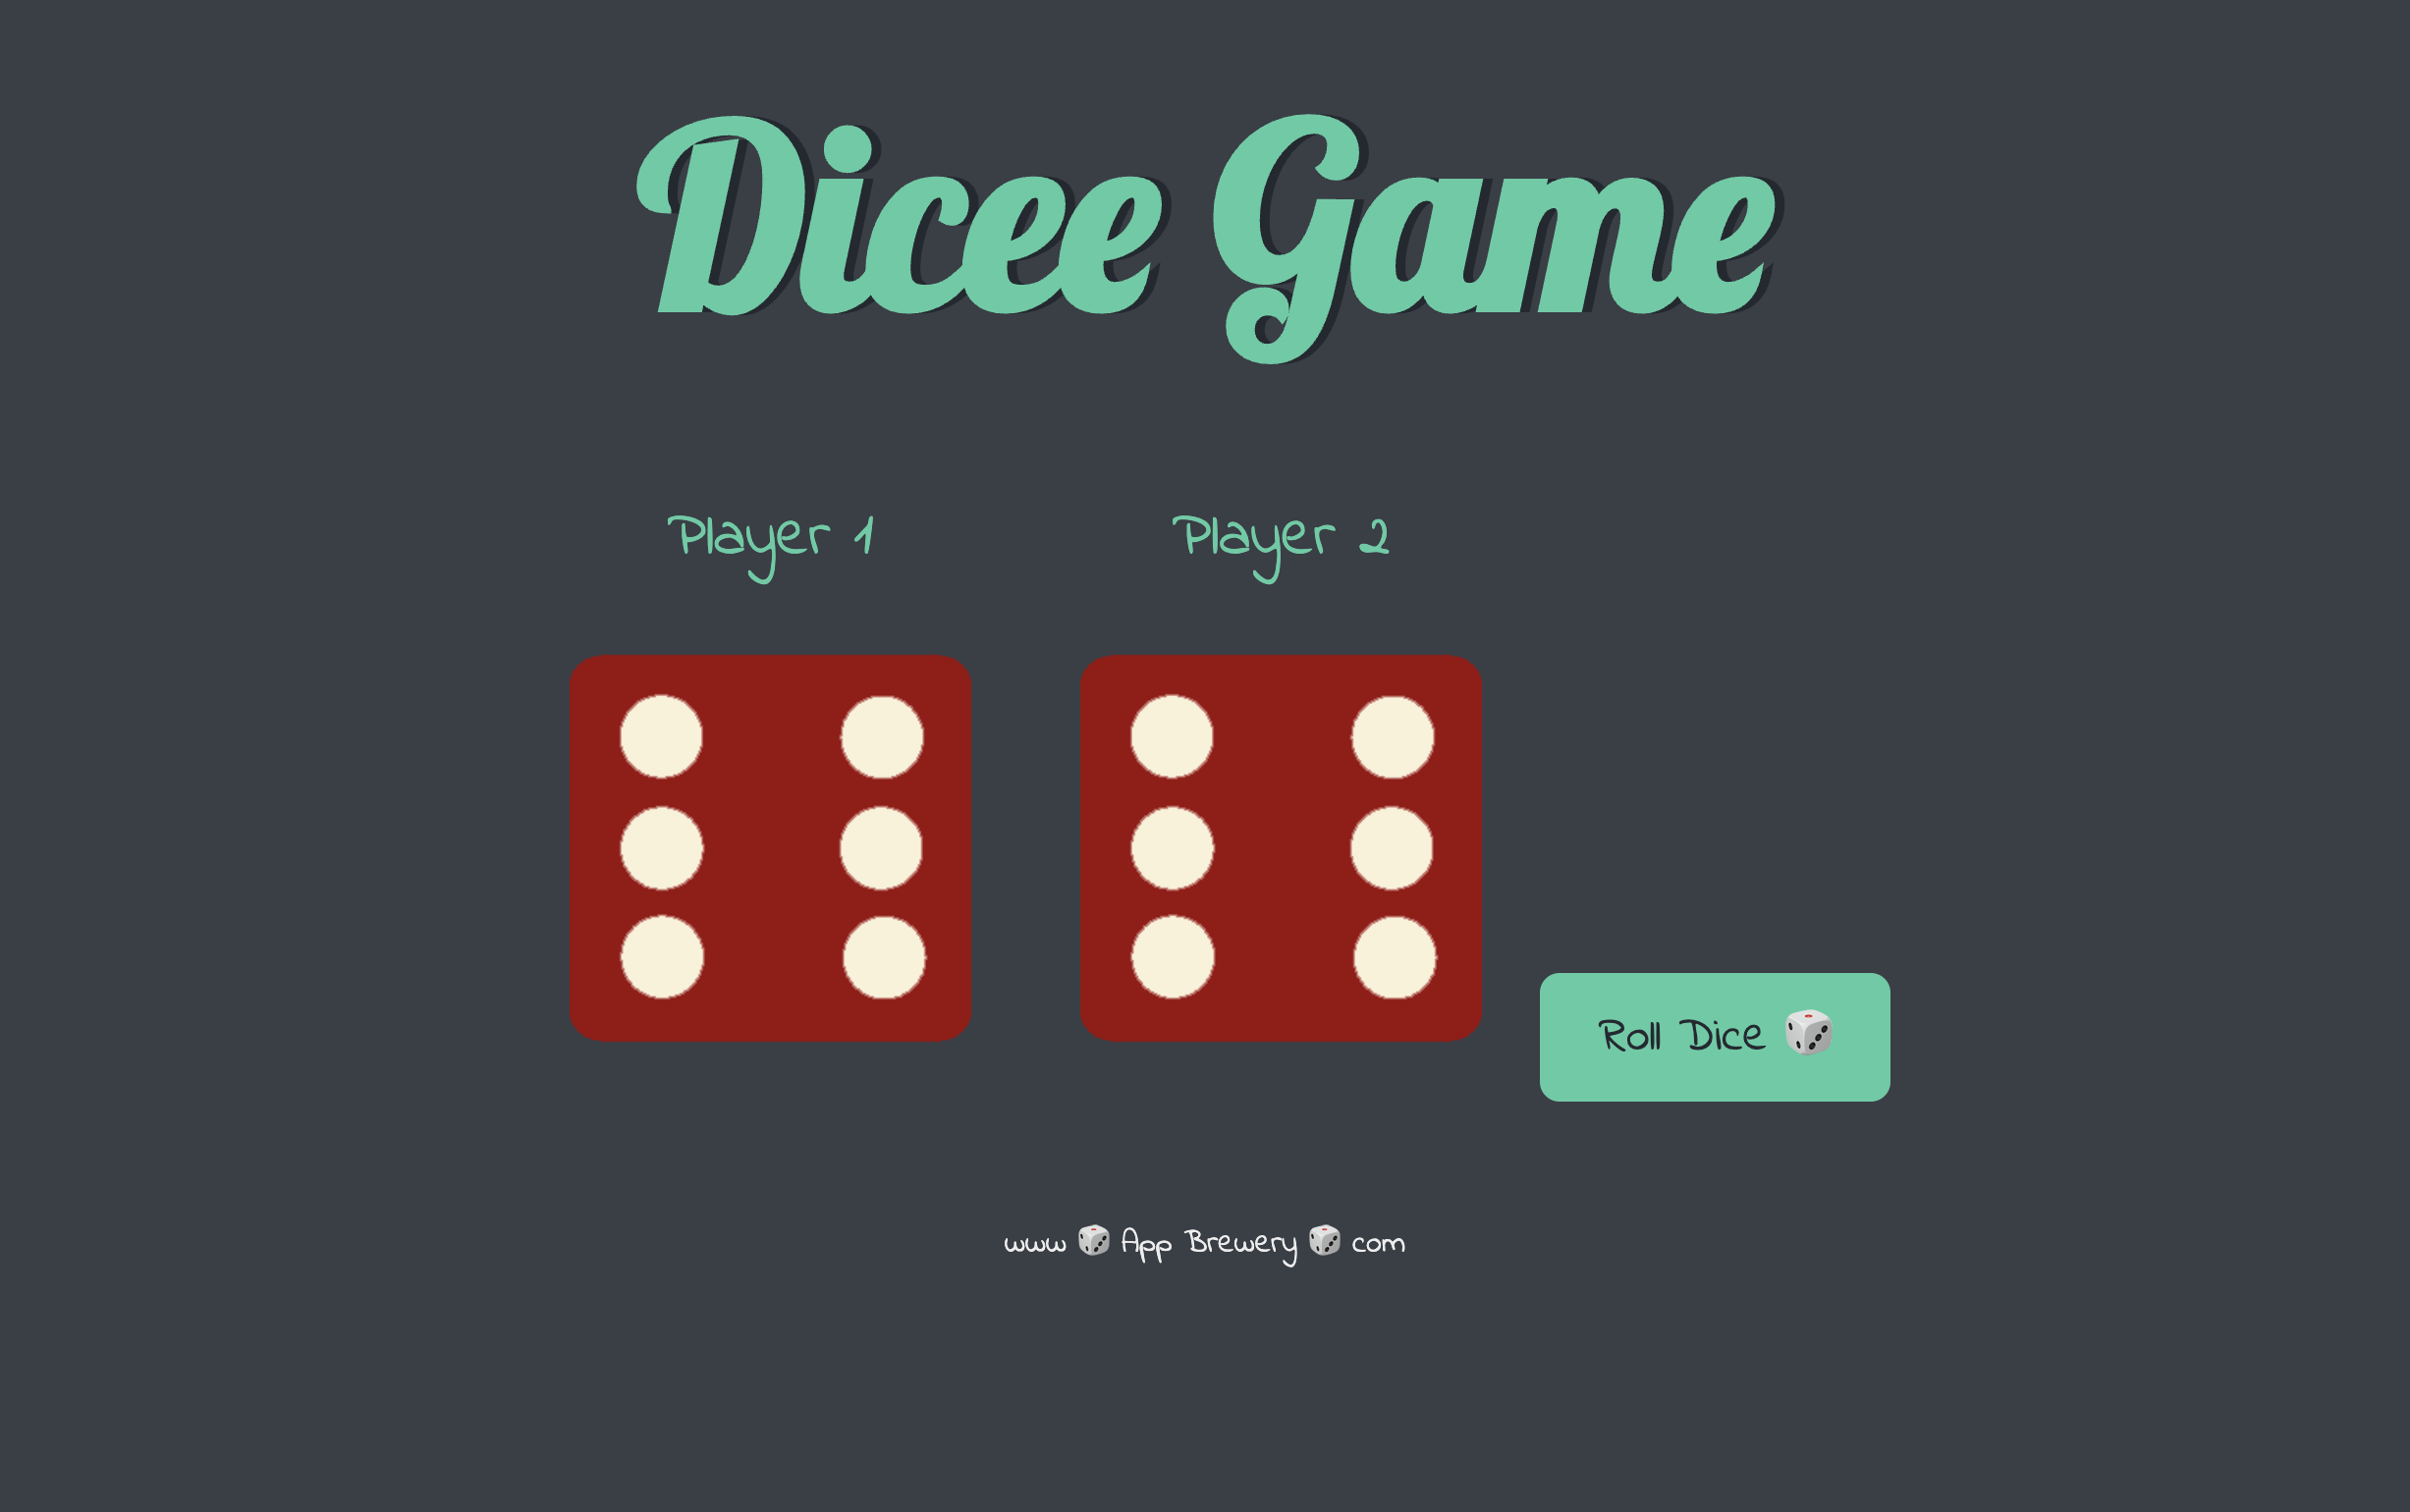 Dicee Game
Player 1
Player 2
Roll Dice 🎲
www 🎲 App Brewery 🎲 com